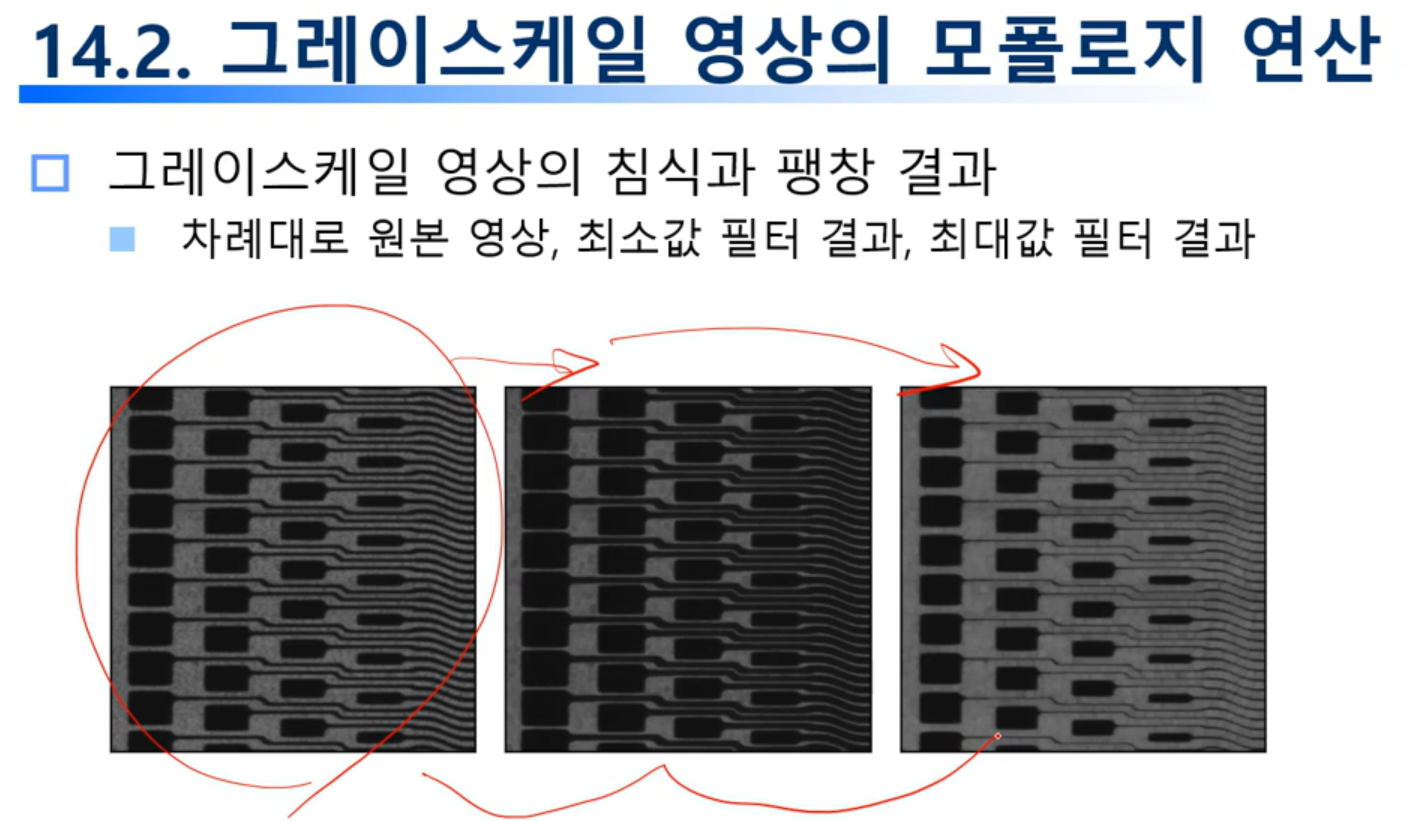 14.2. 그레이스케일 영상의 모폴로지 연산
그레이스케일 영상의 침식과 팽창 결과
차례대로 원본 영상, 최소값 필터 결과, 최대값 필터 결과